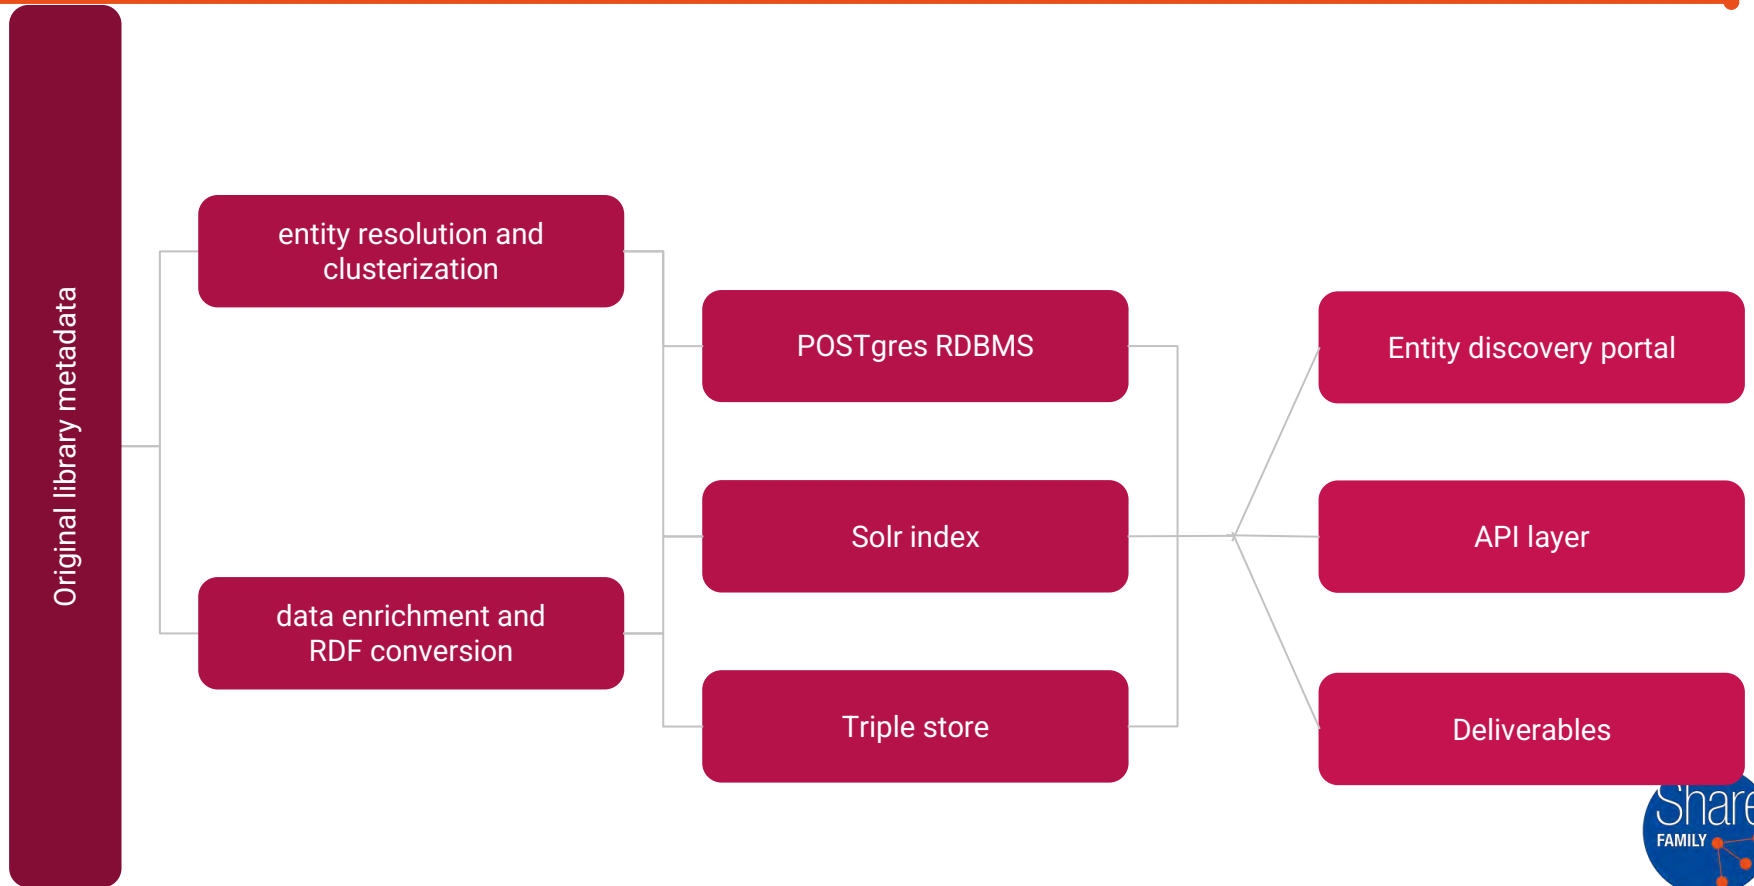 Original library metadata
entity resolution and
clusterization
data enrichment and
RDF conversion
POSTgres RDBMS
Solr index
Triple store
Entity discovery portal
API layer
Deliverables
Share
FAMILY